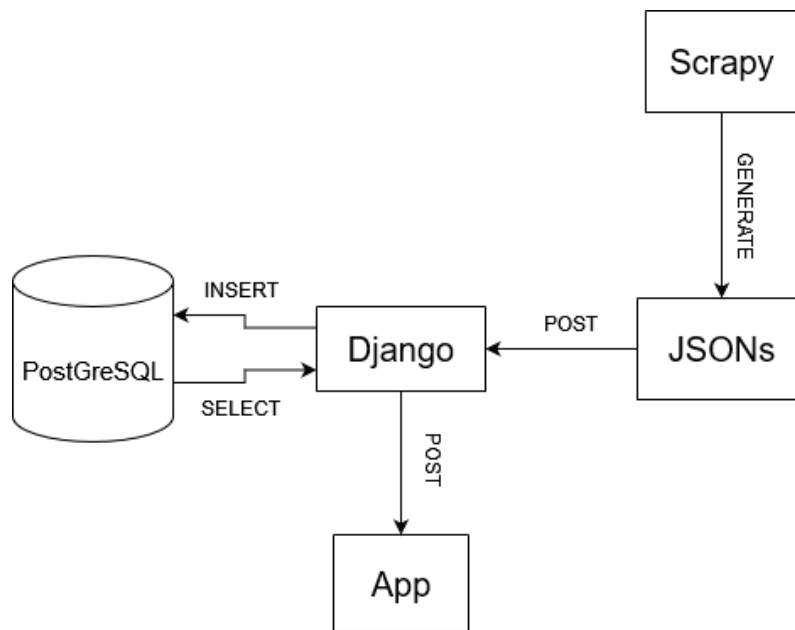 Scrapy
GENERATE
INSERT
POST
Django
JSONs
PostGreSQL
SELECT
POST
App